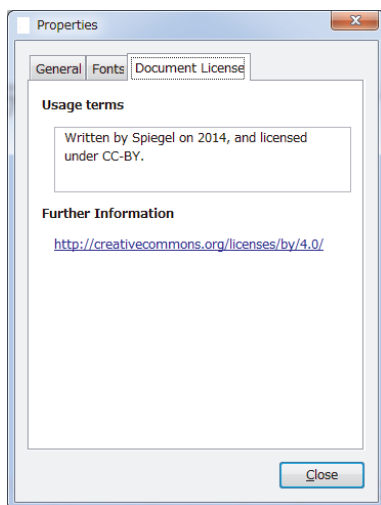 Properties
General Fonts Document License
Usage terms
Written by Spiegel on 2014, and licensed
under CC-BY.
Further Information
http://creativecommons.org/licenses/by/4.0/
Close